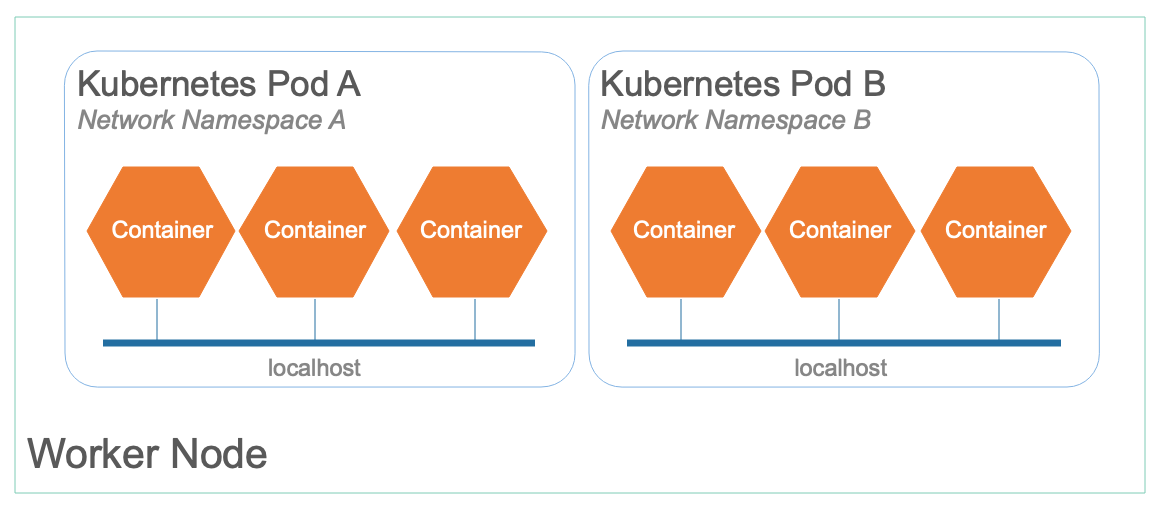 Kubernetes Pod A
Network Namespace A
Container
Container
Container
localhost
Kubernetes Pod B
Network Namespace B
Container
Container
Container
localhost
Worker Node